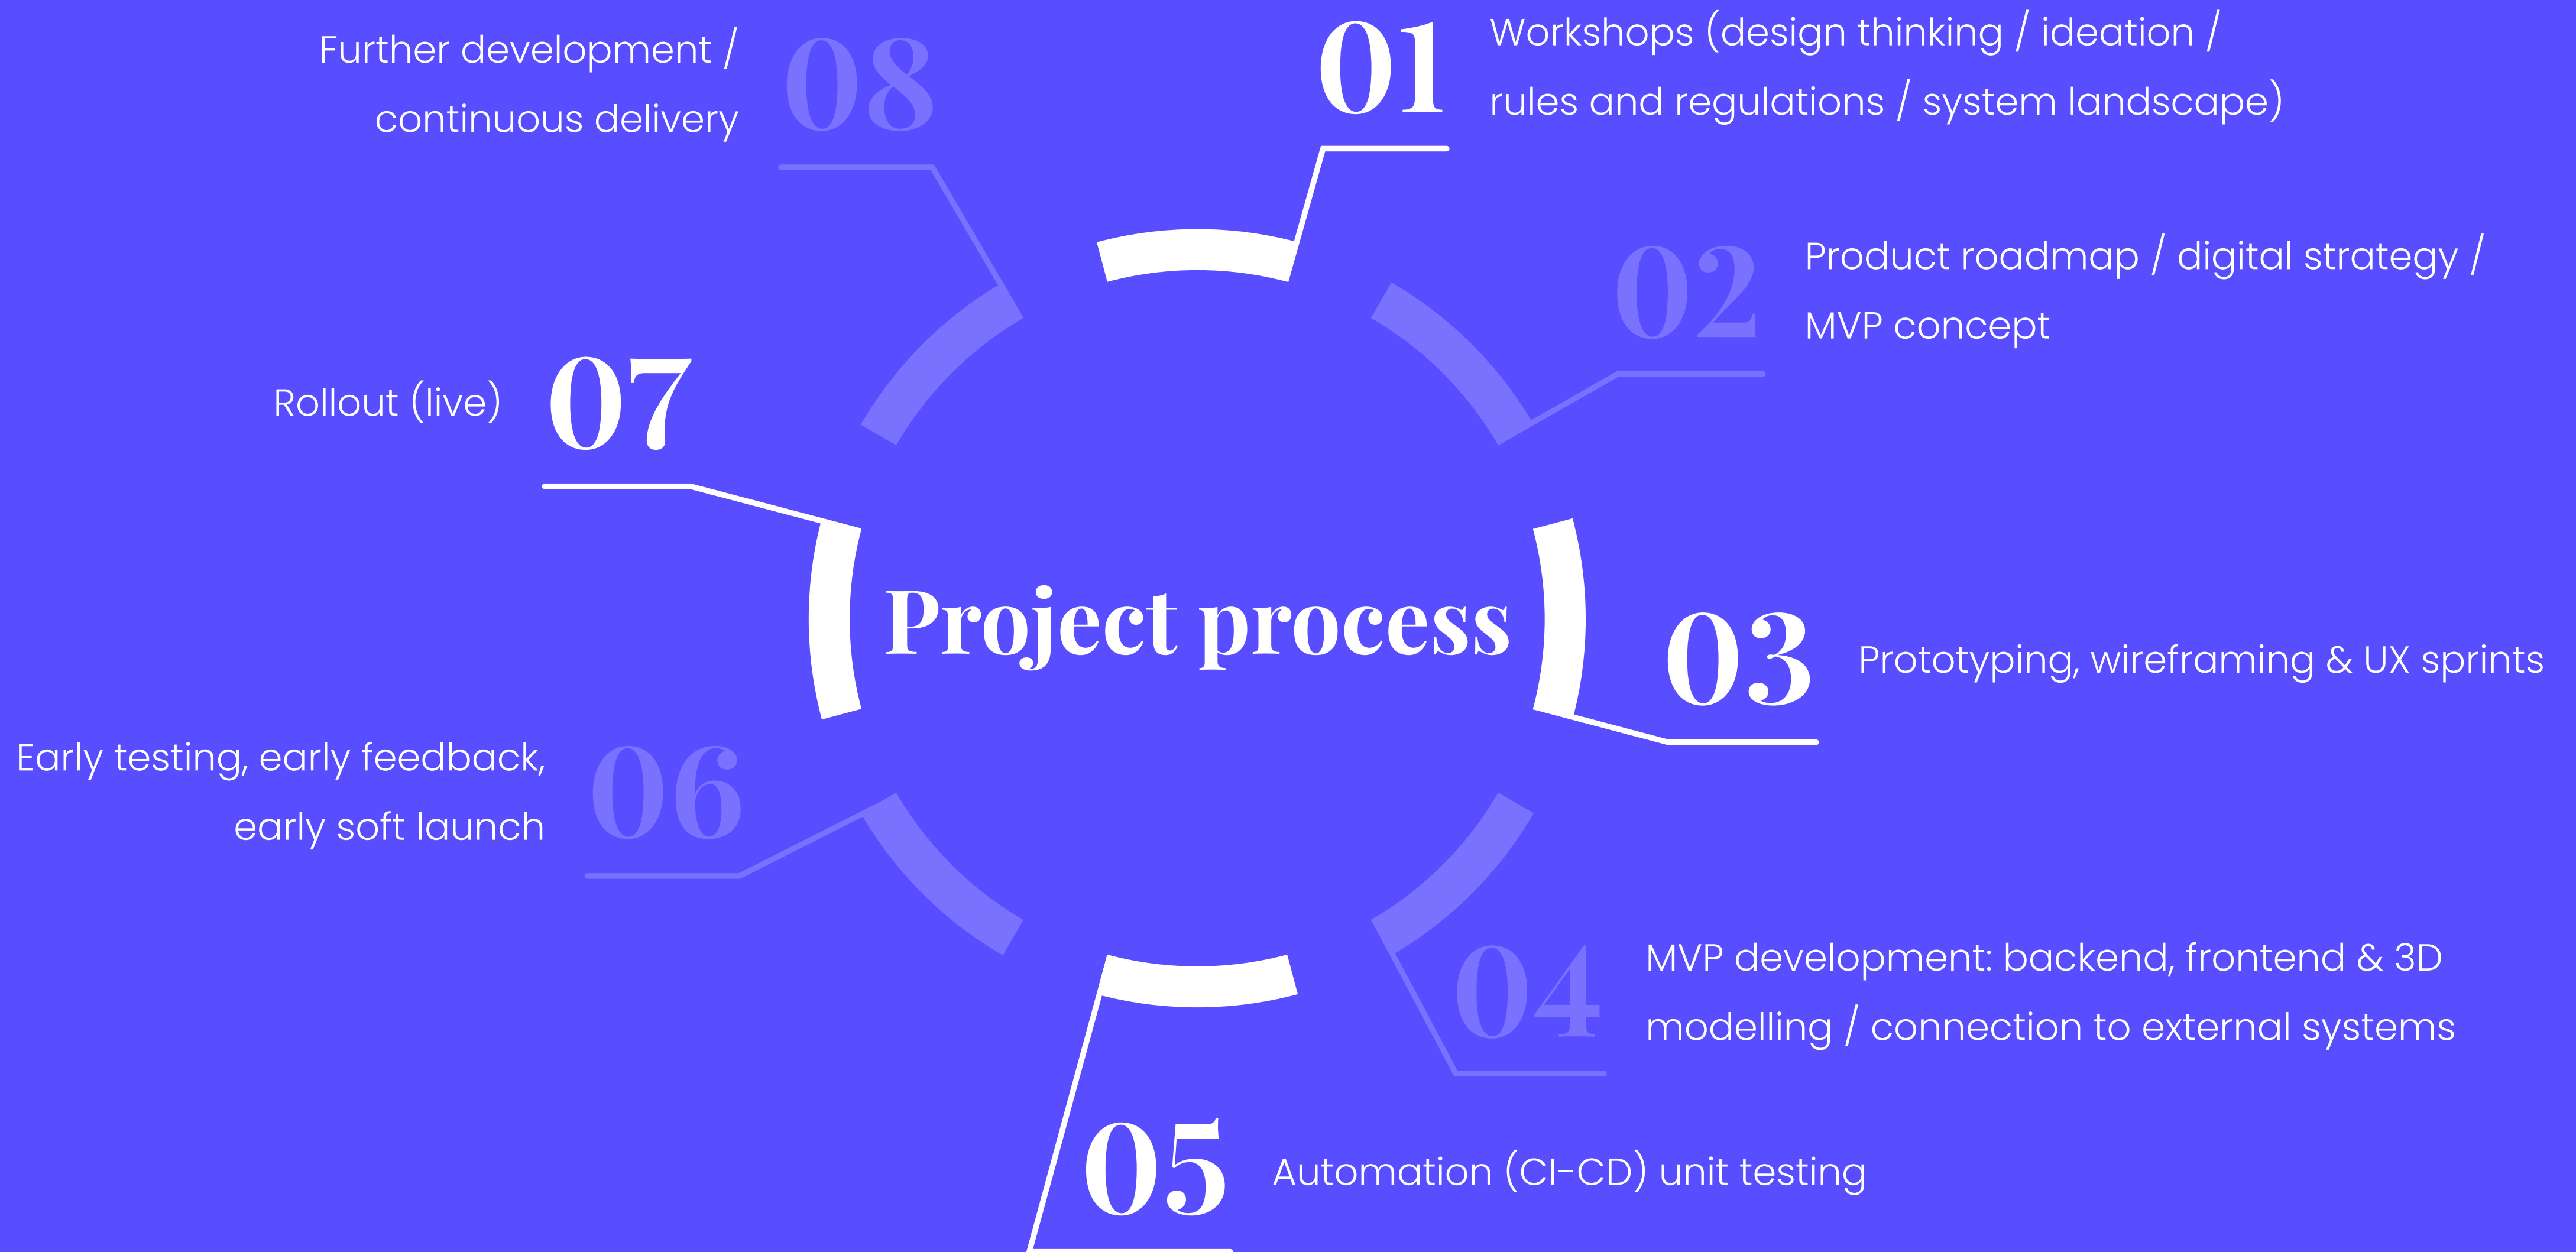 01
Workshops (design thinking / ideation /
rules and regulations / system landscape)
02
Product roadmap / digital strategy /
MVP concept
03
Prototyping, wireframing & UX sprints
04
MVP development: backend, frontend & 3D
modelling / connection to external systems
05
Automation (CI-CD) unit testing
06
Early testing, early feedback,
early soft launch
07
Rollout (live)
08
Further development /
continuous delivery
Project process